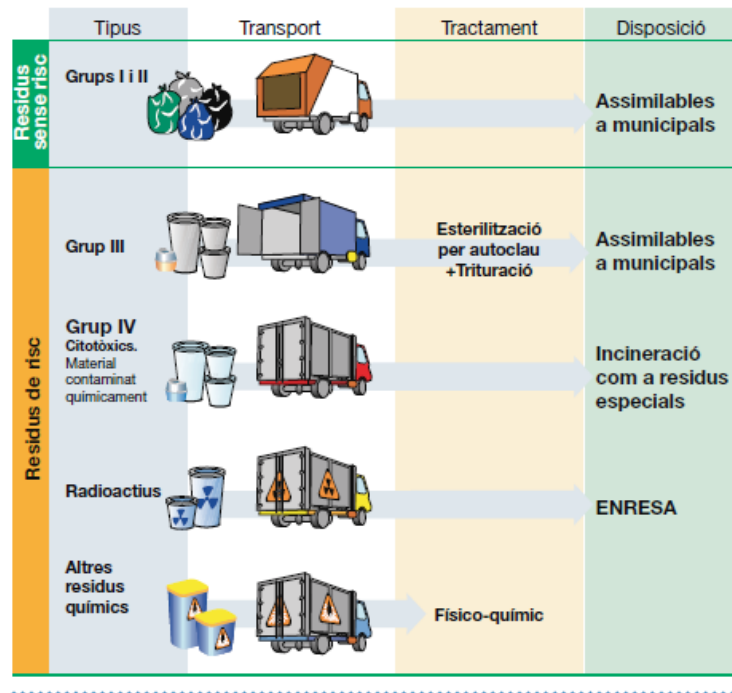 Tipus
Transport
Tractament
Disposició
Residus
sense risc
Grups I i II
Assimilables
a municipals
Residus de risc
Grup III
Esterilització
per autoclau
+Trituració
Assimilables
a municipals
Grup IV
Citotòxics.
Material
contaminat
químicament
Incineració
com a residus
especials
Radioactius
ENRESA
Altres
residus
químics
Físico-químic